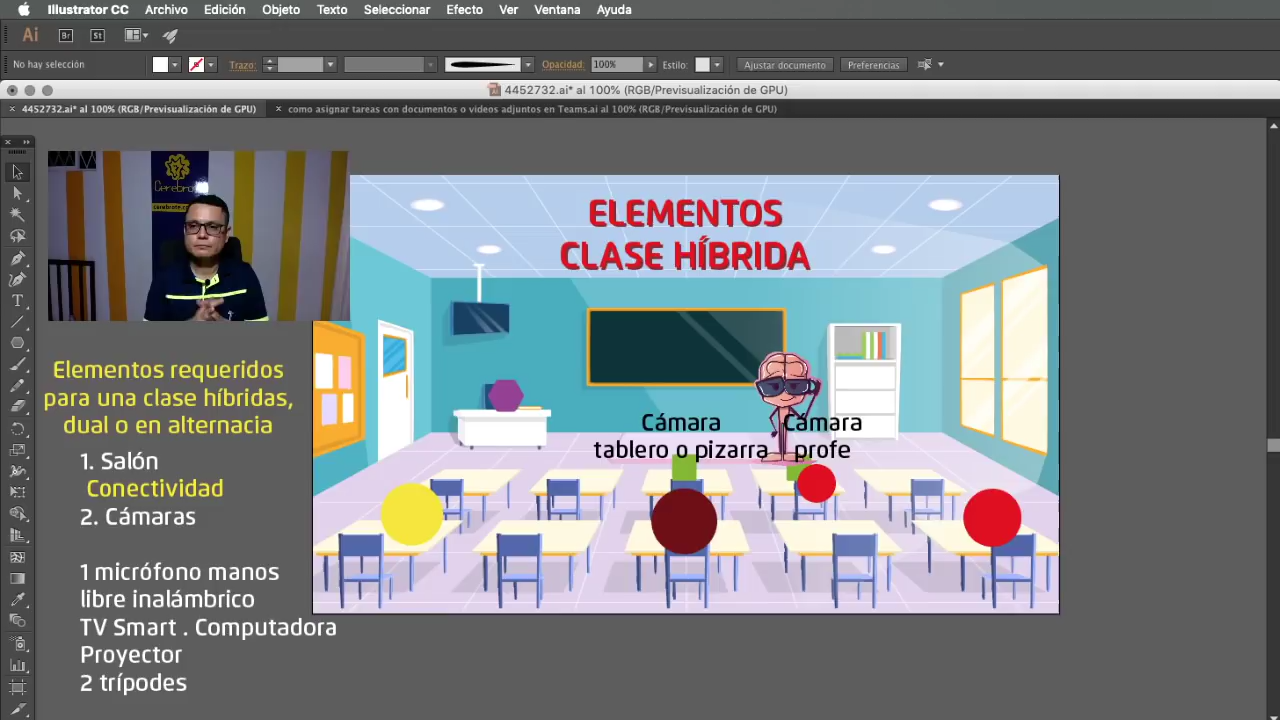 Illustrator CC Archivo Edición Objeto Texto Seleccionar Efecto Ver Ventana Ayuda
Ai Br St
No hay selección Trazo: Opacidad: 100% Estilo: Ajustar documento Preferencias
4452732.ai* al 100% (RGB/Previsualización de GPU)
4452732.ai* al 100% (RGB/Previsualización de GPU) como asignar tareas con documentos o videos adjuntos en Teams.ai al 100% (RGB/Previsualización de GPU)
Cerebrote
ELEMENTOS
CLASE HÍBRIDA
Elementos requeridos
para una clase híbridas,
dual o en alternacia
1. Salón
Conectividad
2. Cámaras
1 micrófono manos
libre inalámbrico
TV Smart . Computadora
Proyector
2 trípodes
Cámara
tablero o pizarra
Cámara
profe